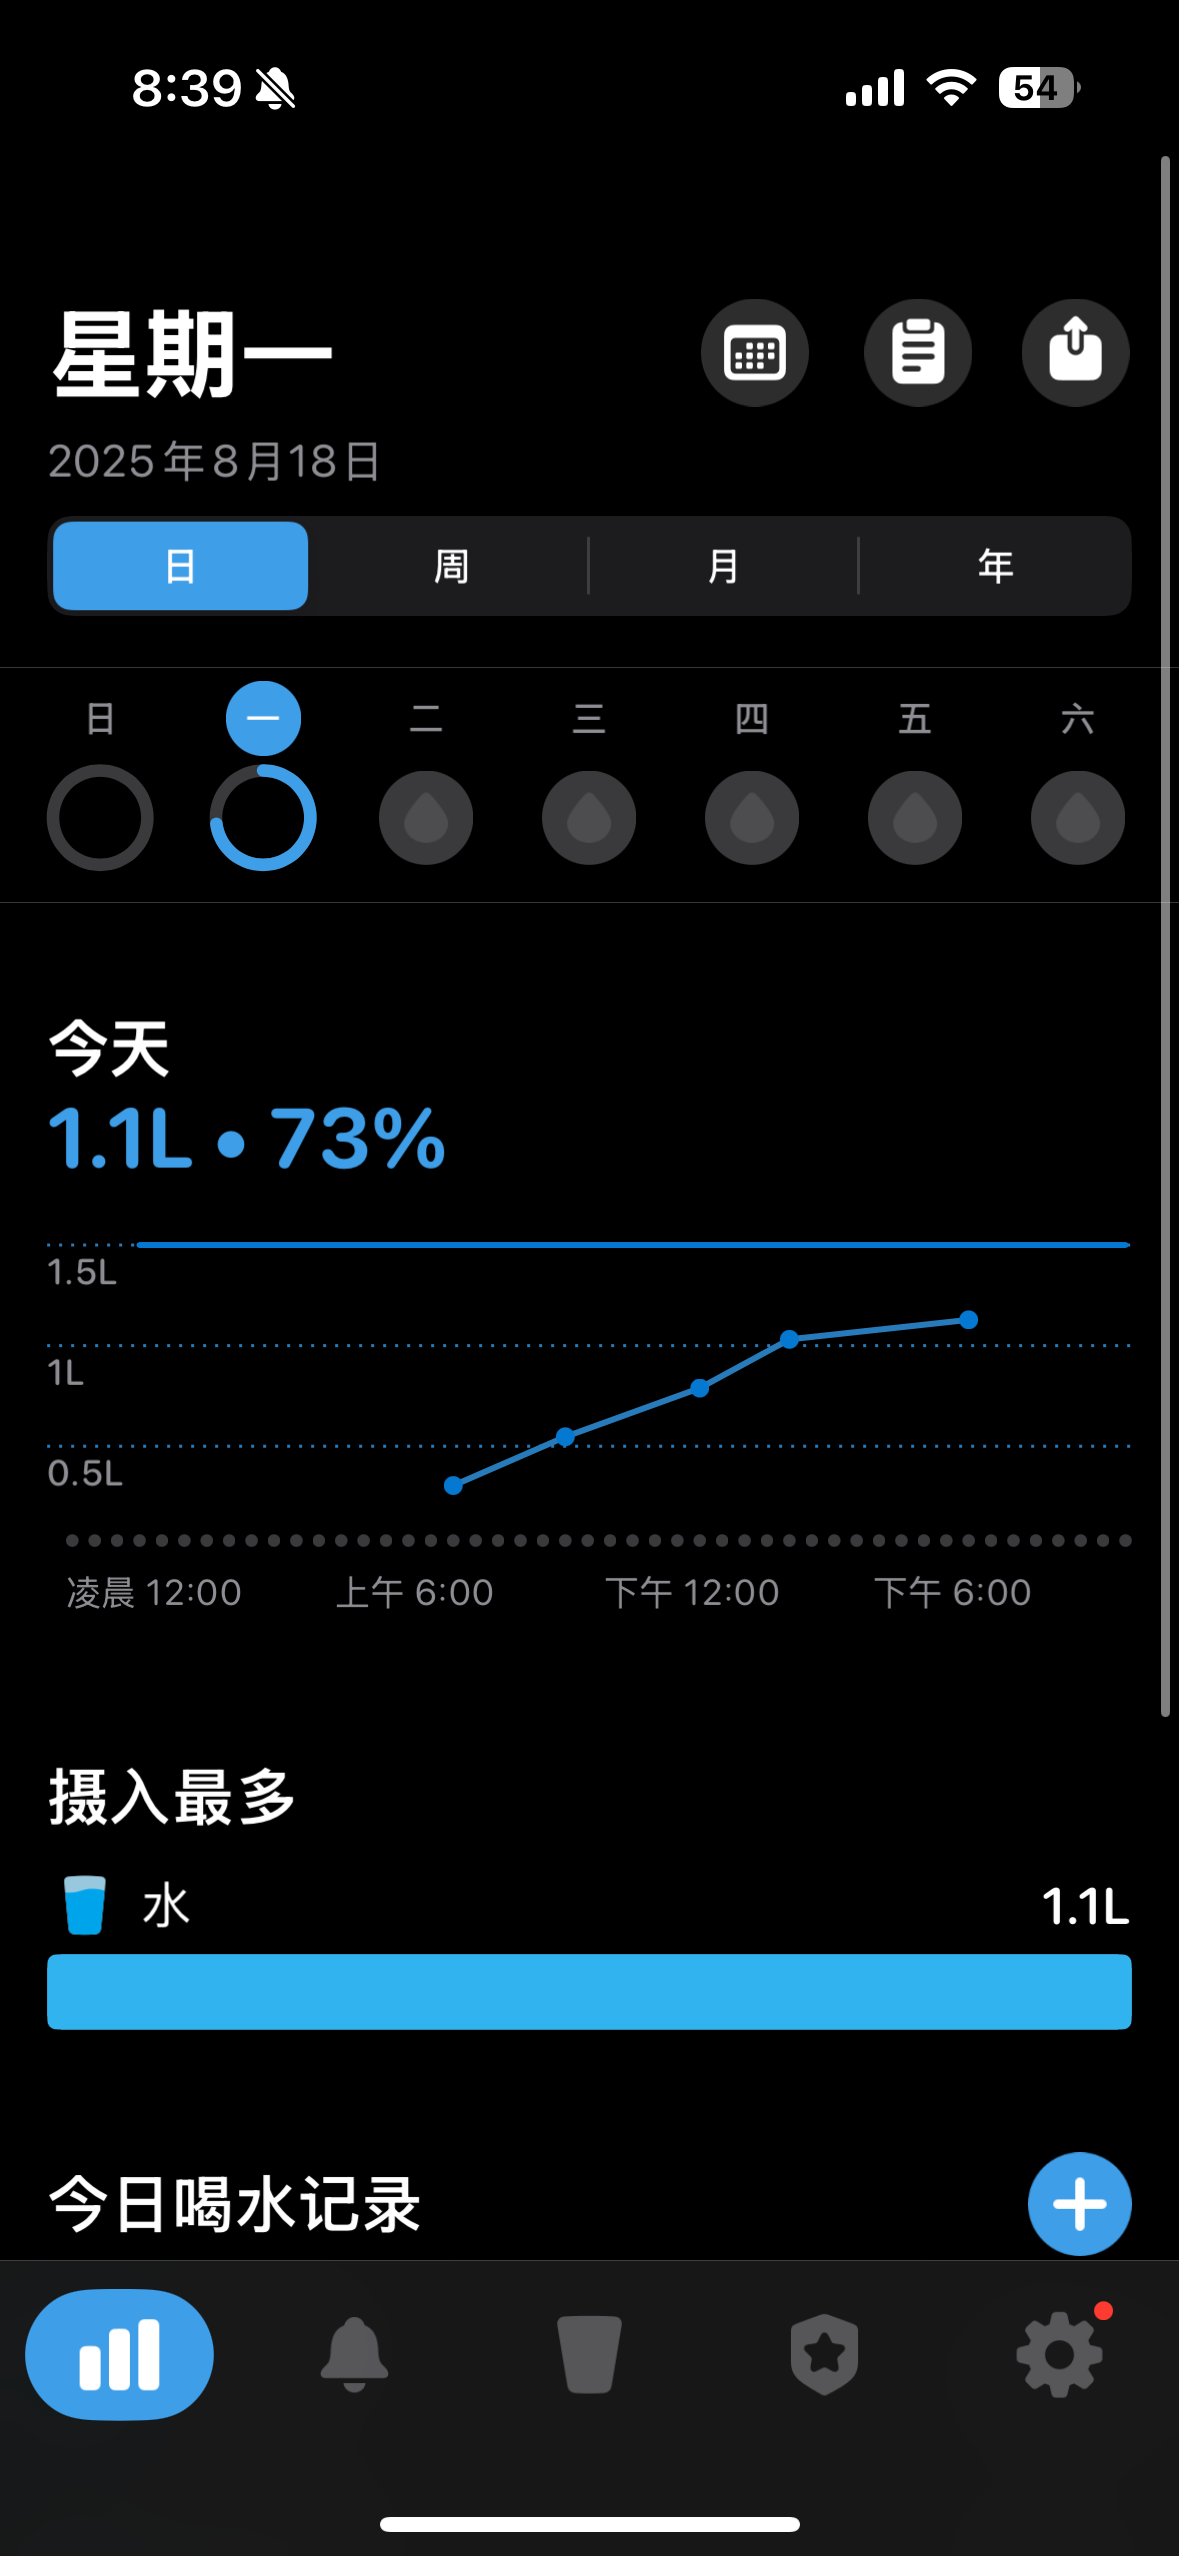 8:39 54
星期一
2025年8月18日
日 周 月 年
日 一 二 三 四 五 六
今天
1.1L • 73%
1.5L
1L
0.5L
凌晨 12:00 上午 6:00 下午 12:00 下午 6:00
摄入最多
水 1.1L
今日喝水记录